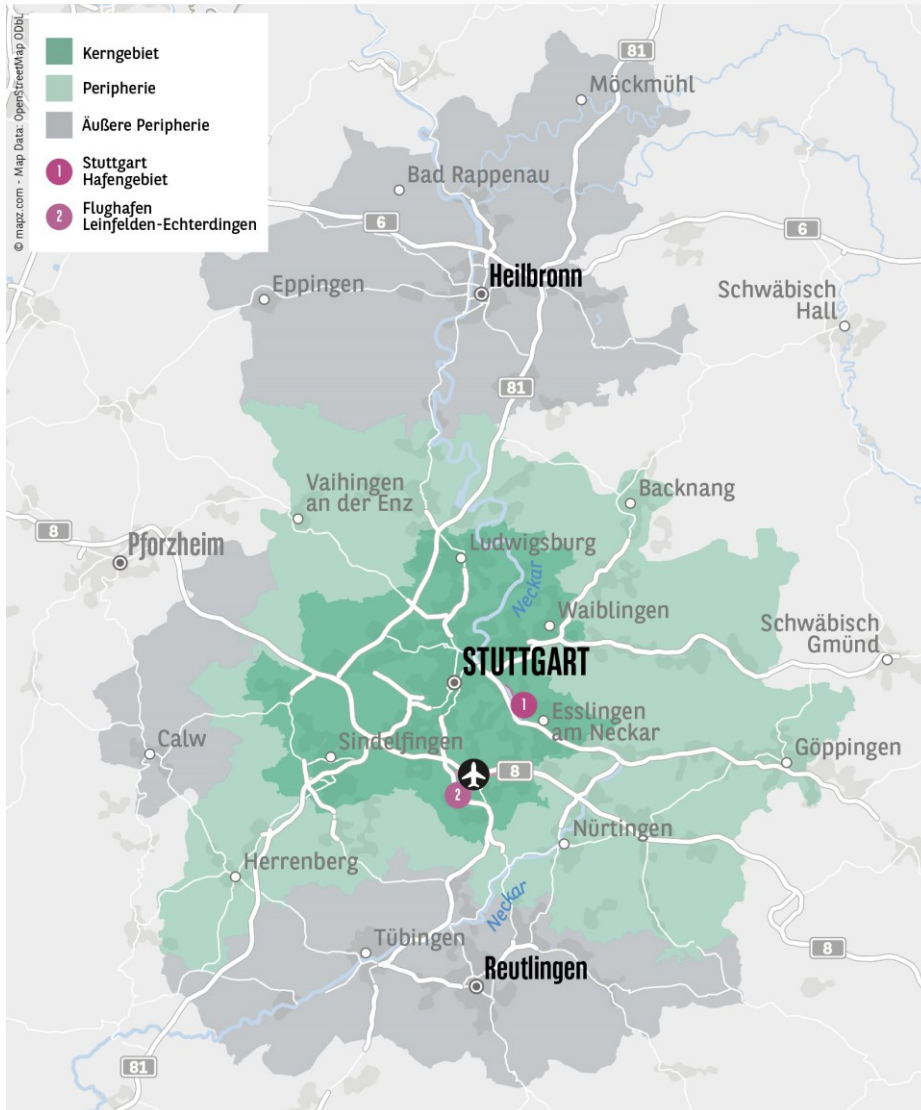 © mapz.com - Map Data: OpenStreetMap ODbL
Kerngebiet
Peripherie
Äußere Peripherie
1
Stuttgart
Hafengebiet
2
Flughafen
Leinfelden-Echterdingen
81
Möckmühl
Bad Rappenau
6
6
Heilbronn
Eppingen
Schwäbisch
Hall
81
Vaihingen
an der Enz
Backnang
8
Pforzheim
Ludwigsburg
Neckar
Waiblingen
Schwäbisch
Gmünd
STUTTGART
1
Esslingen
am Neckar
Calw
Sindelfingen
Göppingen
8
2
Nürtingen
Herrenberg
Neckar
Tübingen
8
Reutlingen
81